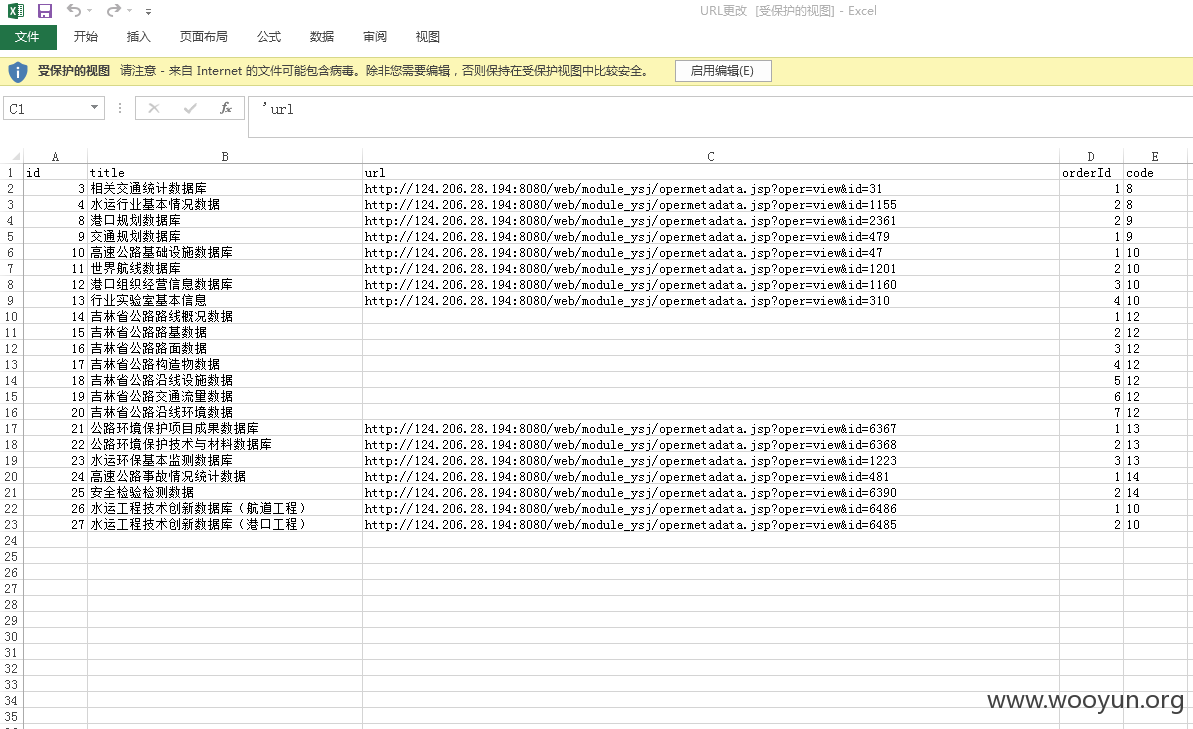 URL更改 [受保护的视图] - Excel
文件 开始 插入 页面布局 公式 数据 审阅 视图
受保护的视图 请注意 - 来自 Internet 的文件可能包含病毒。除非您需要编辑，否则保持在受保护视图中比较安全。 启用编辑(E)
C1 fx 'url
A B C D E
1 id title url orderId code
2 3 相关交通统计数据库 http://124.206.28.194:8080/web/module_ysj/opermetadata.jsp?oper=view&id=31 1 8
3 4 水运行业基本情况数据 http://124.206.28.194:8080/web/module_ysj/opermetadata.jsp?oper=view&id=1155 2 8
4 8 港口规划数据库 http://124.206.28.194:8080/web/module_ysj/opermetadata.jsp?oper=view&id=2361 2 9
5 9 交通规划数据库 http://124.206.28.194:8080/web/module_ysj/opermetadata.jsp?oper=view&id=479 1 9
6 10 高速公路基础设施数据库 http://124.206.28.194:8080/web/module_ysj/opermetadata.jsp?oper=view&id=47 1 10
7 11 世界航线数据库 http://124.206.28.194:8080/web/module_ysj/opermetadata.jsp?oper=view&id=1201 2 10
8 12 港口组织经营信息数据库 http://124.206.28.194:8080/web/module_ysj/opermetadata.jsp?oper=view&id=1160 3 10
9 13 行业实验室基本信息 http://124.206.28.194:8080/web/module_ysj/opermetadata.jsp?oper=view&id=310 4 10
10 14 吉林省公路路线概况数据 1 12
11 15 吉林省公路路基数据 2 12
12 16 吉林省公路路面数据 3 12
13 17 吉林省公路构造物数据 4 12
14 18 吉林省公路沿线设施数据 5 12
15 19 吉林省公路交通流量数据 6 12
16 20 吉林省公路沿线环境数据 7 12
17 21 公路环境保护项目成果数据库 http://124.206.28.194:8080/web/module_ysj/opermetadata.jsp?oper=view&id=6367 1 13
18 22 公路环境保护技术与材料数据库 http://124.206.28.194:8080/web/module_ysj/opermetadata.jsp?oper=view&id=6368 2 13
19 23 水运环保基本监测数据库 http://124.206.28.194:8080/web/module_ysj/opermetadata.jsp?oper=view&id=1223 3 13
20 24 高速公路事故情况统计数据 http://124.206.28.194:8080/web/module_ysj/opermetadata.jsp?oper=view&id=481 1 14
21 25 安全检验检测数据 http://124.206.28.194:8080/web/module_ysj/opermetadata.jsp?oper=view&id=6390 2 14
22 26 水运工程技术创新数据库（航道工程） http://124.206.28.194:8080/web/module_ysj/opermetadata.jsp?oper=view&id=6486 1 10
23 27 水运工程技术创新数据库（港口工程） http://124.206.28.194:8080/web/module_ysj/opermetadata.jsp?oper=view&id=6485 2 10
24
25
26
27
28
29
30
31
32
33
34
www.wooyun.org
35